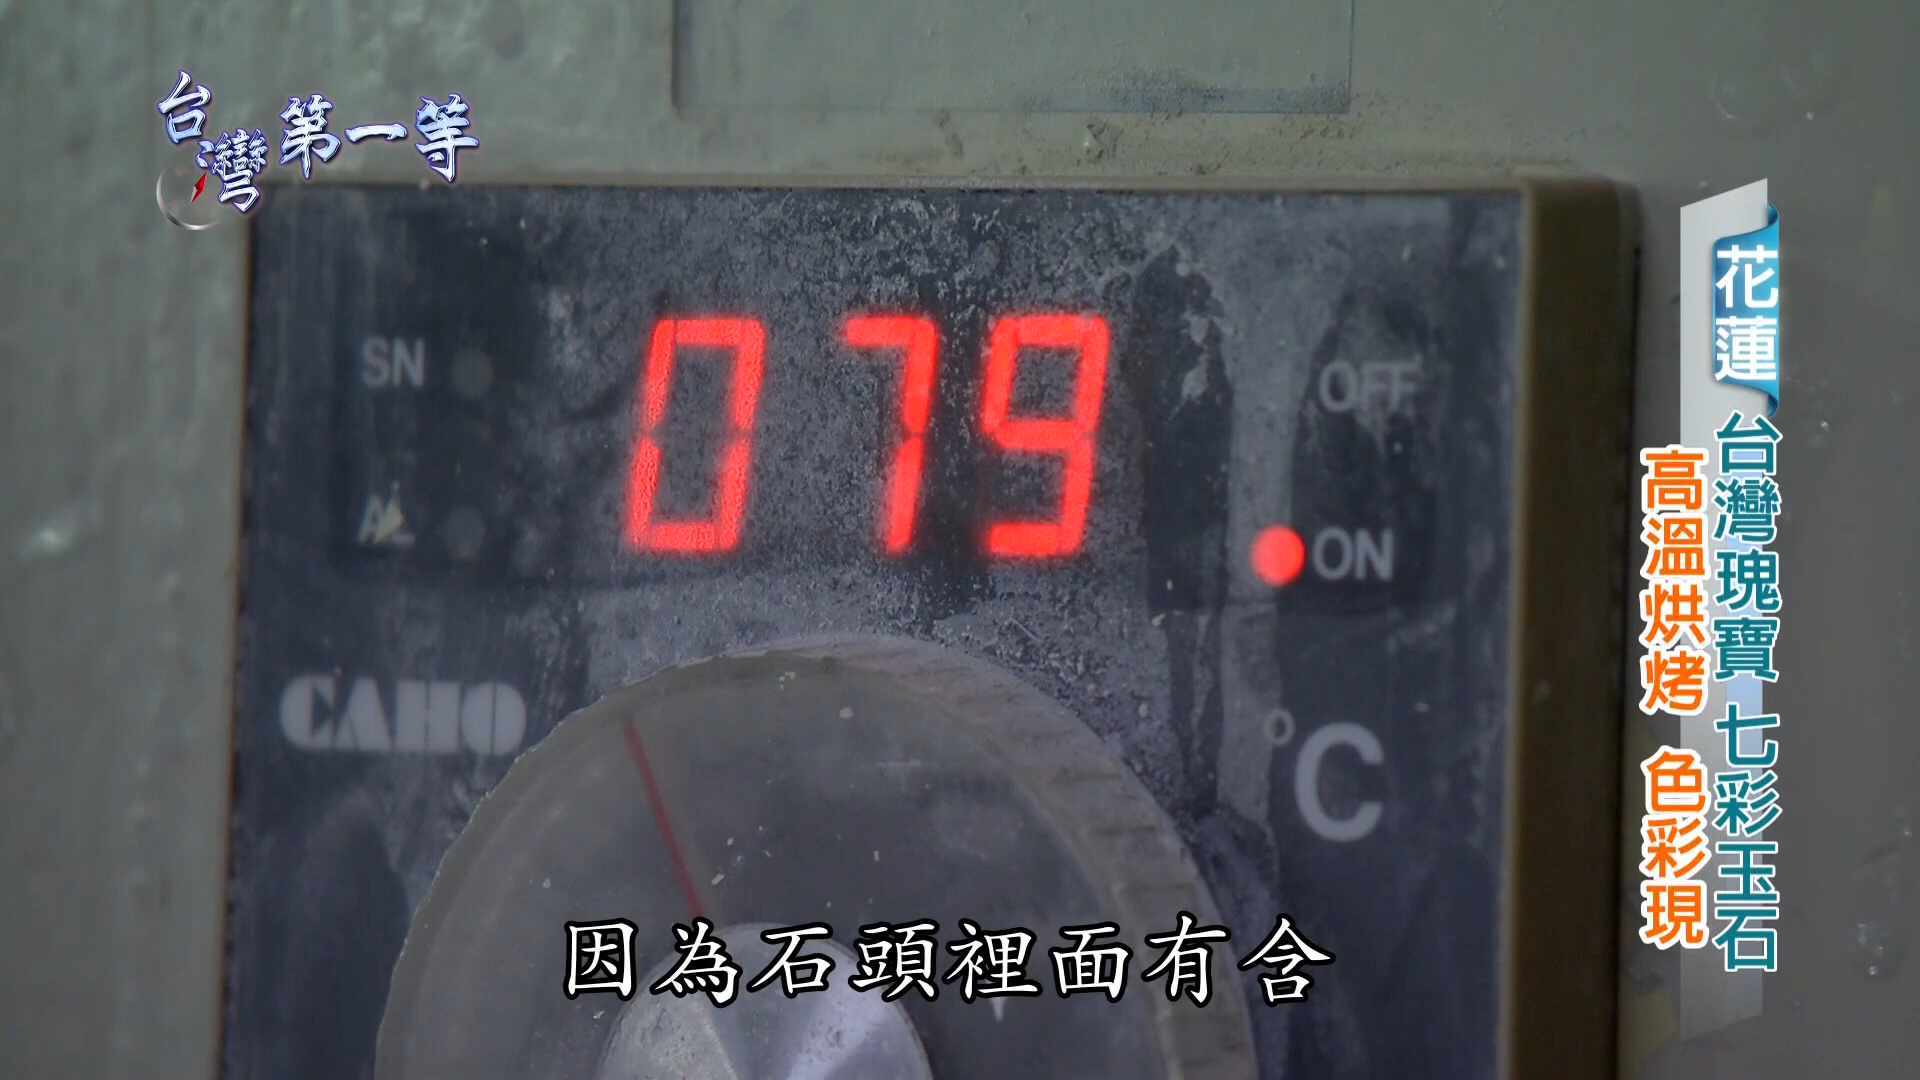 台灣第一等
SN
079
OFF
AL
ON
CAHO
°C
花蓮 台灣瑰寶 七彩玉石
高溫烘烤 色彩現
因為石頭裡面有含